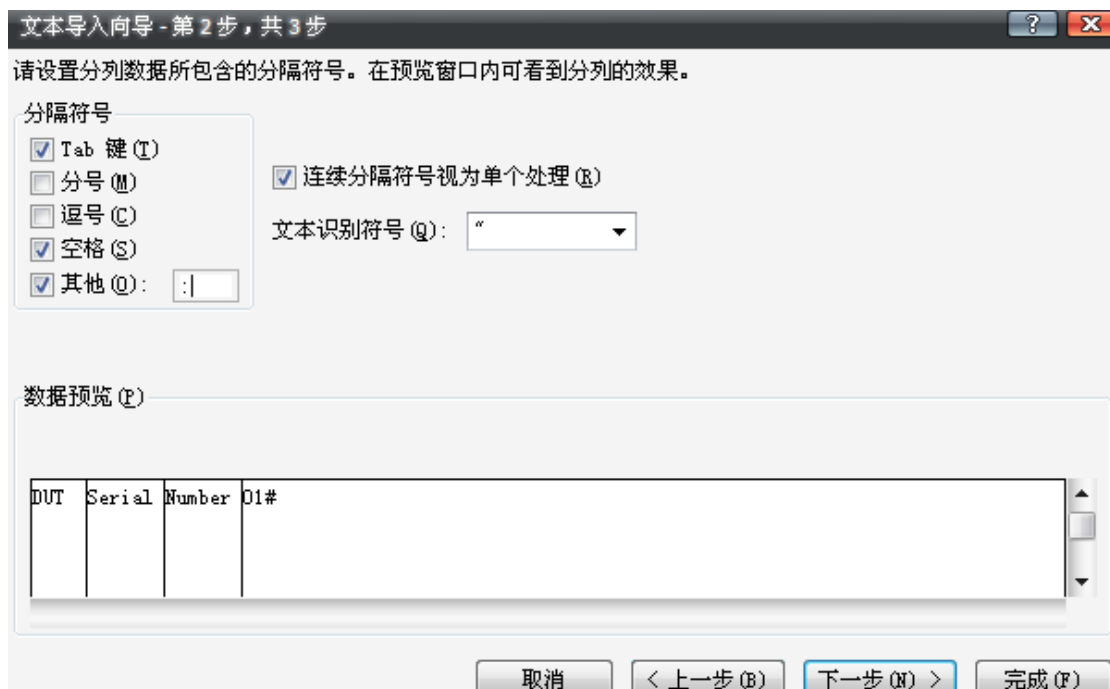 文本导入向导 - 第 2 步，共 3 步
请设置分列数据所包含的分隔符号。在预览窗口内可看到分列的效果。
分隔符号
Tab 键(T)
分号(M)
逗号(C)
空格(S)
其他(O): :
连续分隔符号视为单个处理(R)
文本识别符号(Q): "
数据预览(P)
DUT Serial Number 01#
取消 < 上一步(B) 下一步(N) > 完成(F)